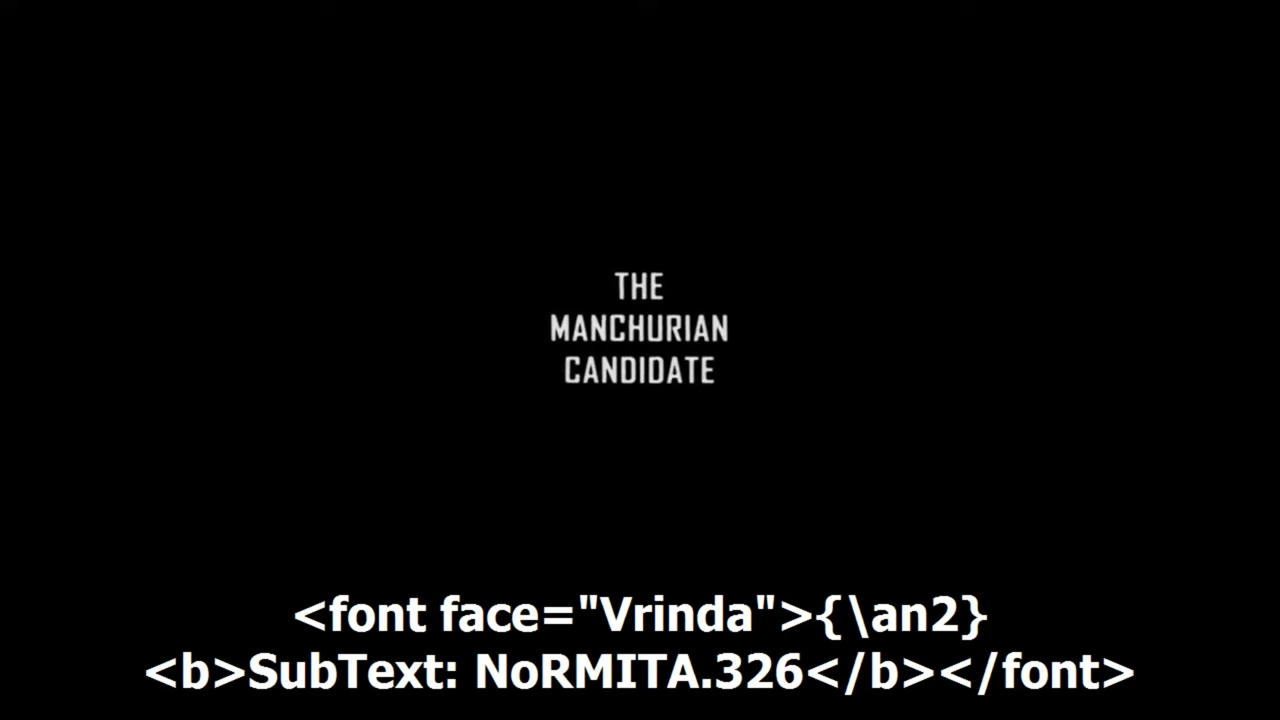 THE
MANCHURIAN
CANDIDATE
<font face="Vrinda">{\an2}
<b>SubText: NoRMITA.326</b></font>